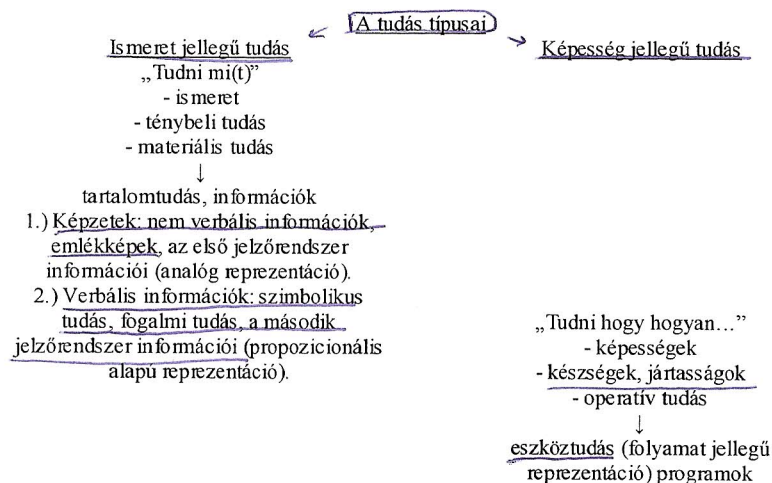 A tudás típusai
Ismeret jellegű tudás
„Tudni mi(t)”
- ismeret
- ténybeli tudás
- materiális tudás
↓
tartalomtudás, információk
1.) Képzetek: nem verbális információk,
emlékképek, az első jelzőrendszer
információi (analóg reprezentáció).
2.) Verbális információk: szimbolikus
tudás, fogalmi tudás, a második
jelzőrendszer információi (propozicionális
alapú reprezentáció).
Képesség jellegű tudás
„Tudni hogy hogyan...”
- képességek
- készségek, jártasságok
- operatív tudás
↓
eszköztudás (folyamat jellegű
reprezentáció) programok